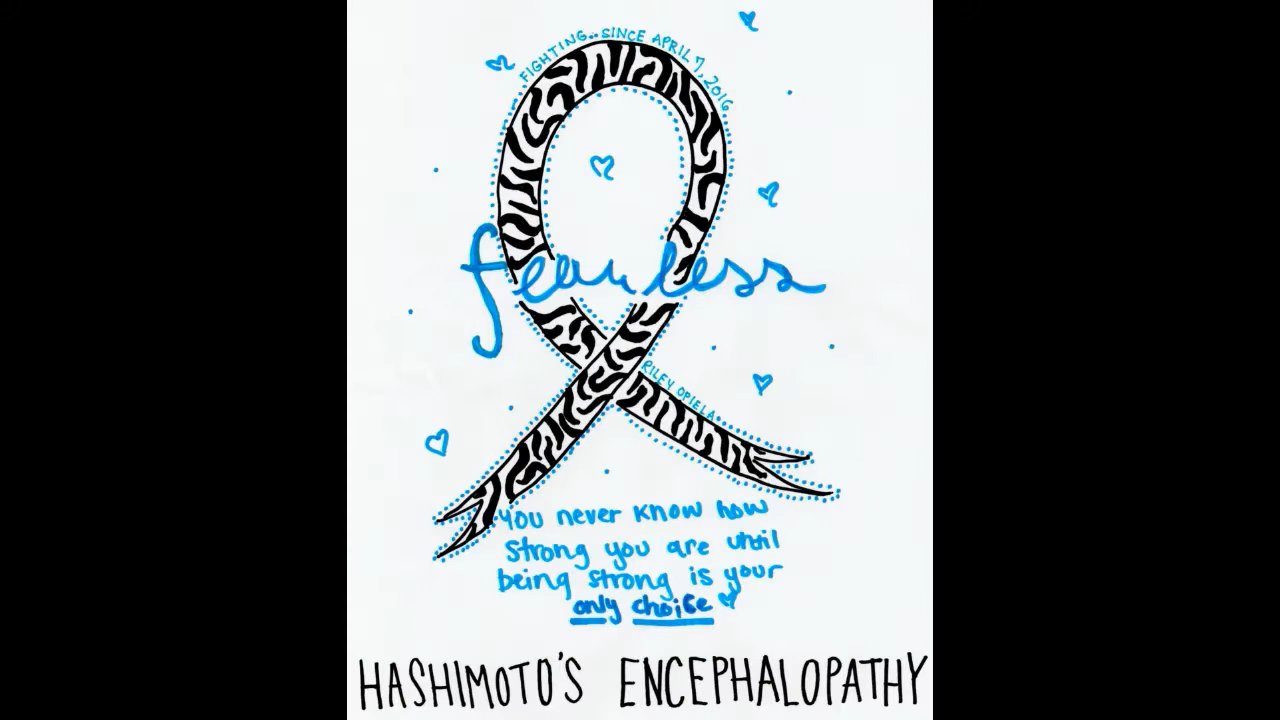 FIGHTING.. SINCE APRIL 7, 2016
fearless
RILEY OPIELA
YOU never know how
strong you are until
being strong is your
only choice
HASHIMOTO'S ENCEPHALOPATHY